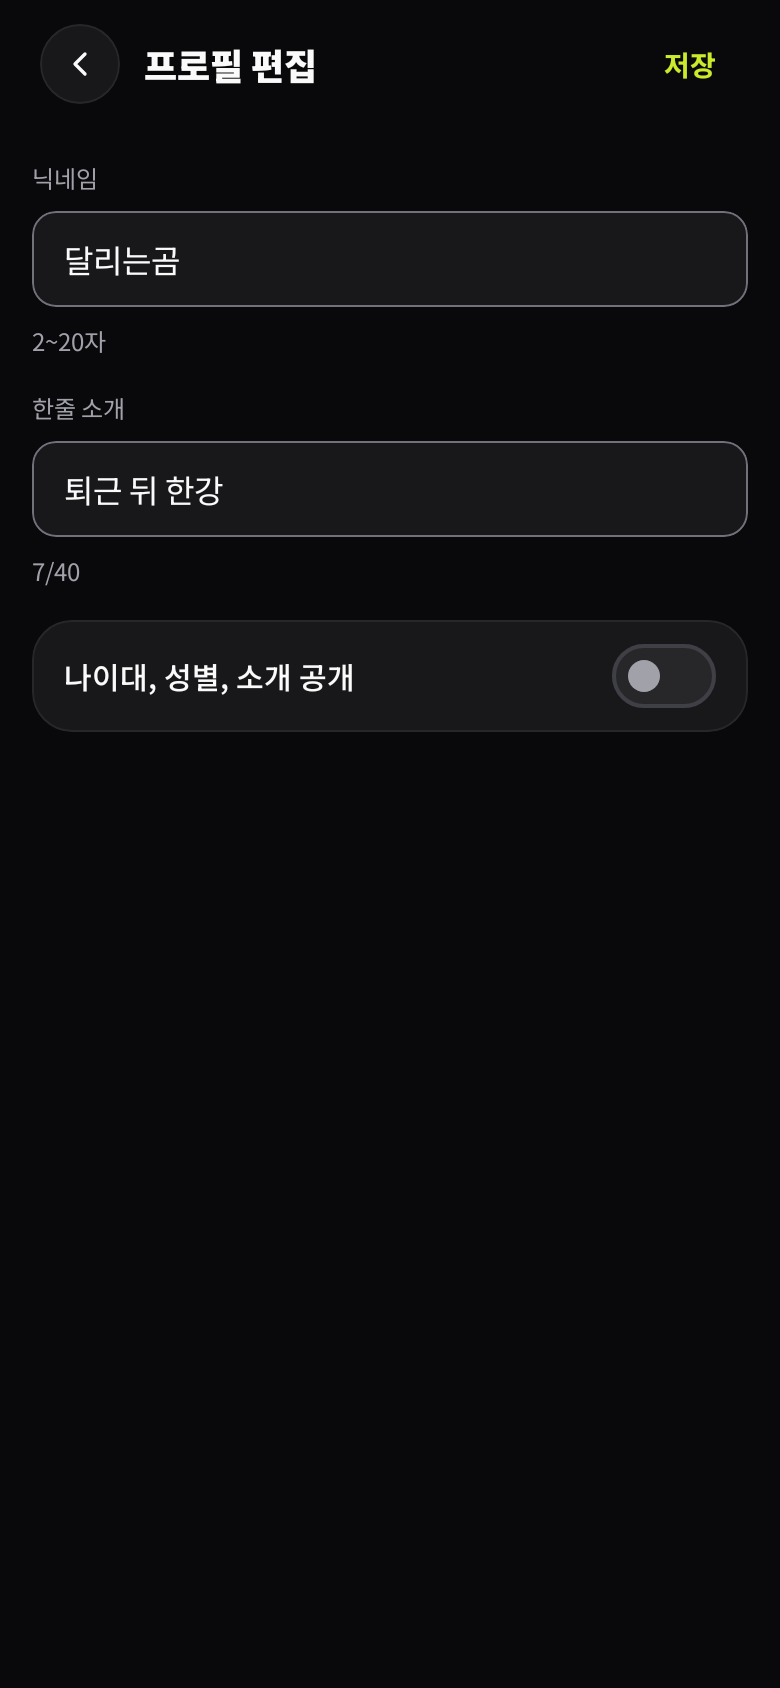 프로필 편집
저장
닉네임
달리는곰
2~20자
한줄 소개
퇴근 뒤 한강
7/40
나이대, 성별, 소개 공개